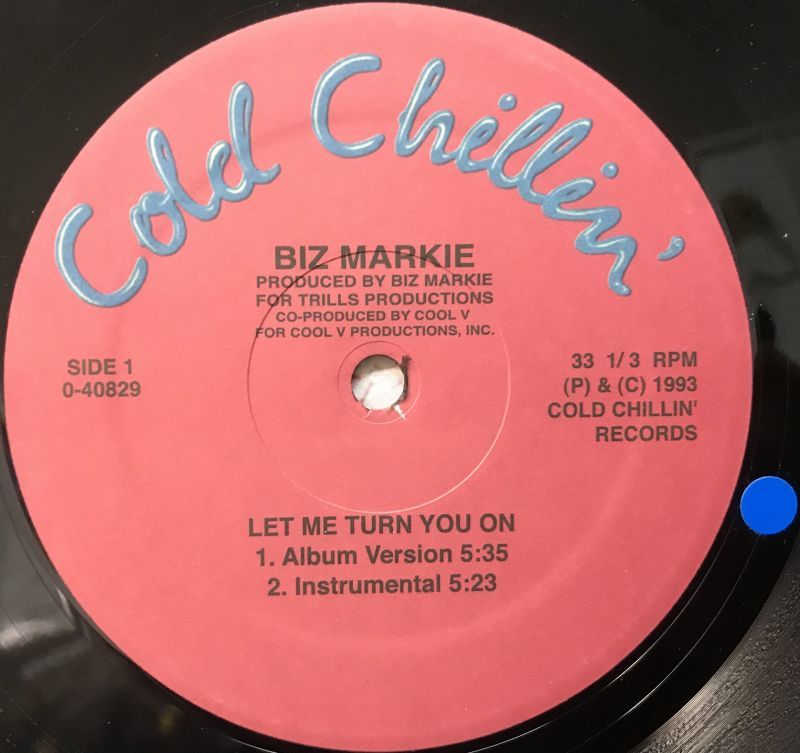 Cold Chillin'
BIZ MARKIE
PRODUCED BY BIZ MARKIE
FOR TRILLS PRODUCTIONS
CO-PRODUCED BY COOL V
FOR COOL V PRODUCTIONS, INC.
SIDE 1
0-40829
33 1/3 RPM
(P) & (C) 1993
COLD CHILLIN'
RECORDS
LET ME TURN YOU ON
1. Album Version 5:35
2. Instrumental 5:23